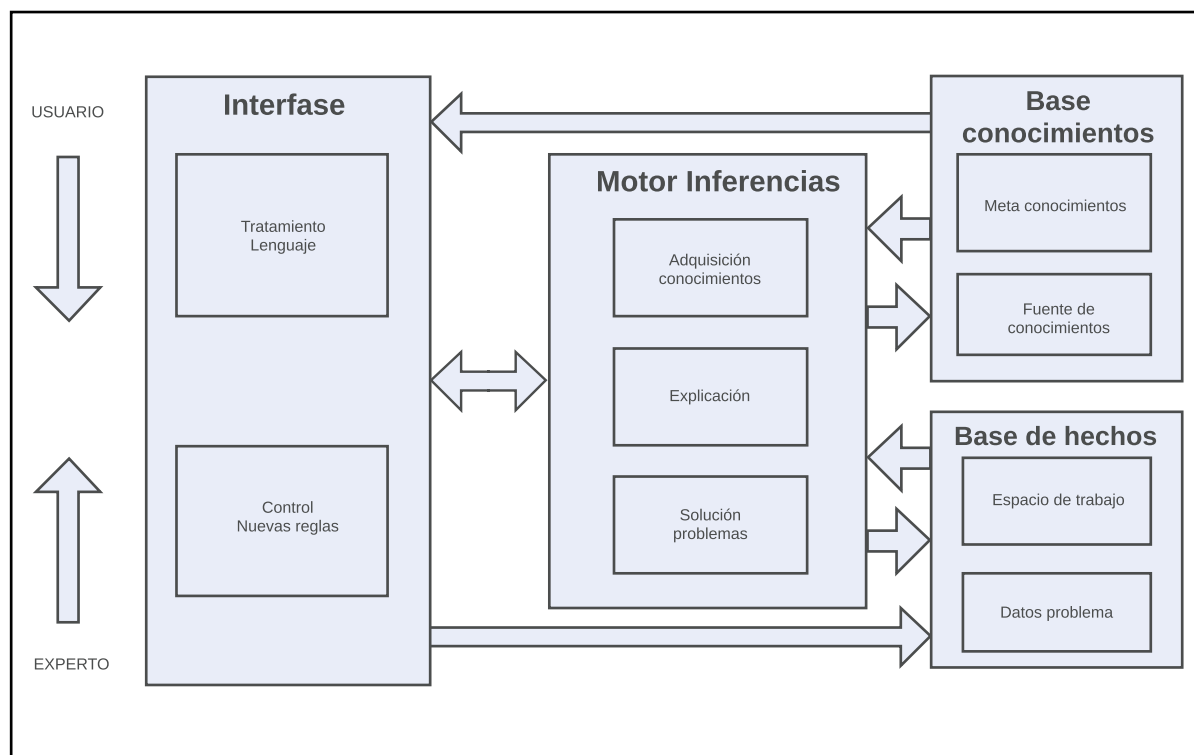 USUARIO
EXPERTO
Interfase
Tratamiento
Lenguaje
Control
Nuevas reglas
Motor Inferencias
Adquisición
conocimientos
Explicación
Solución
problemas
Base
conocimientos
Meta conocimientos
Fuente de
conocimientos
Base de hechos
Espacio de trabajo
Datos problema